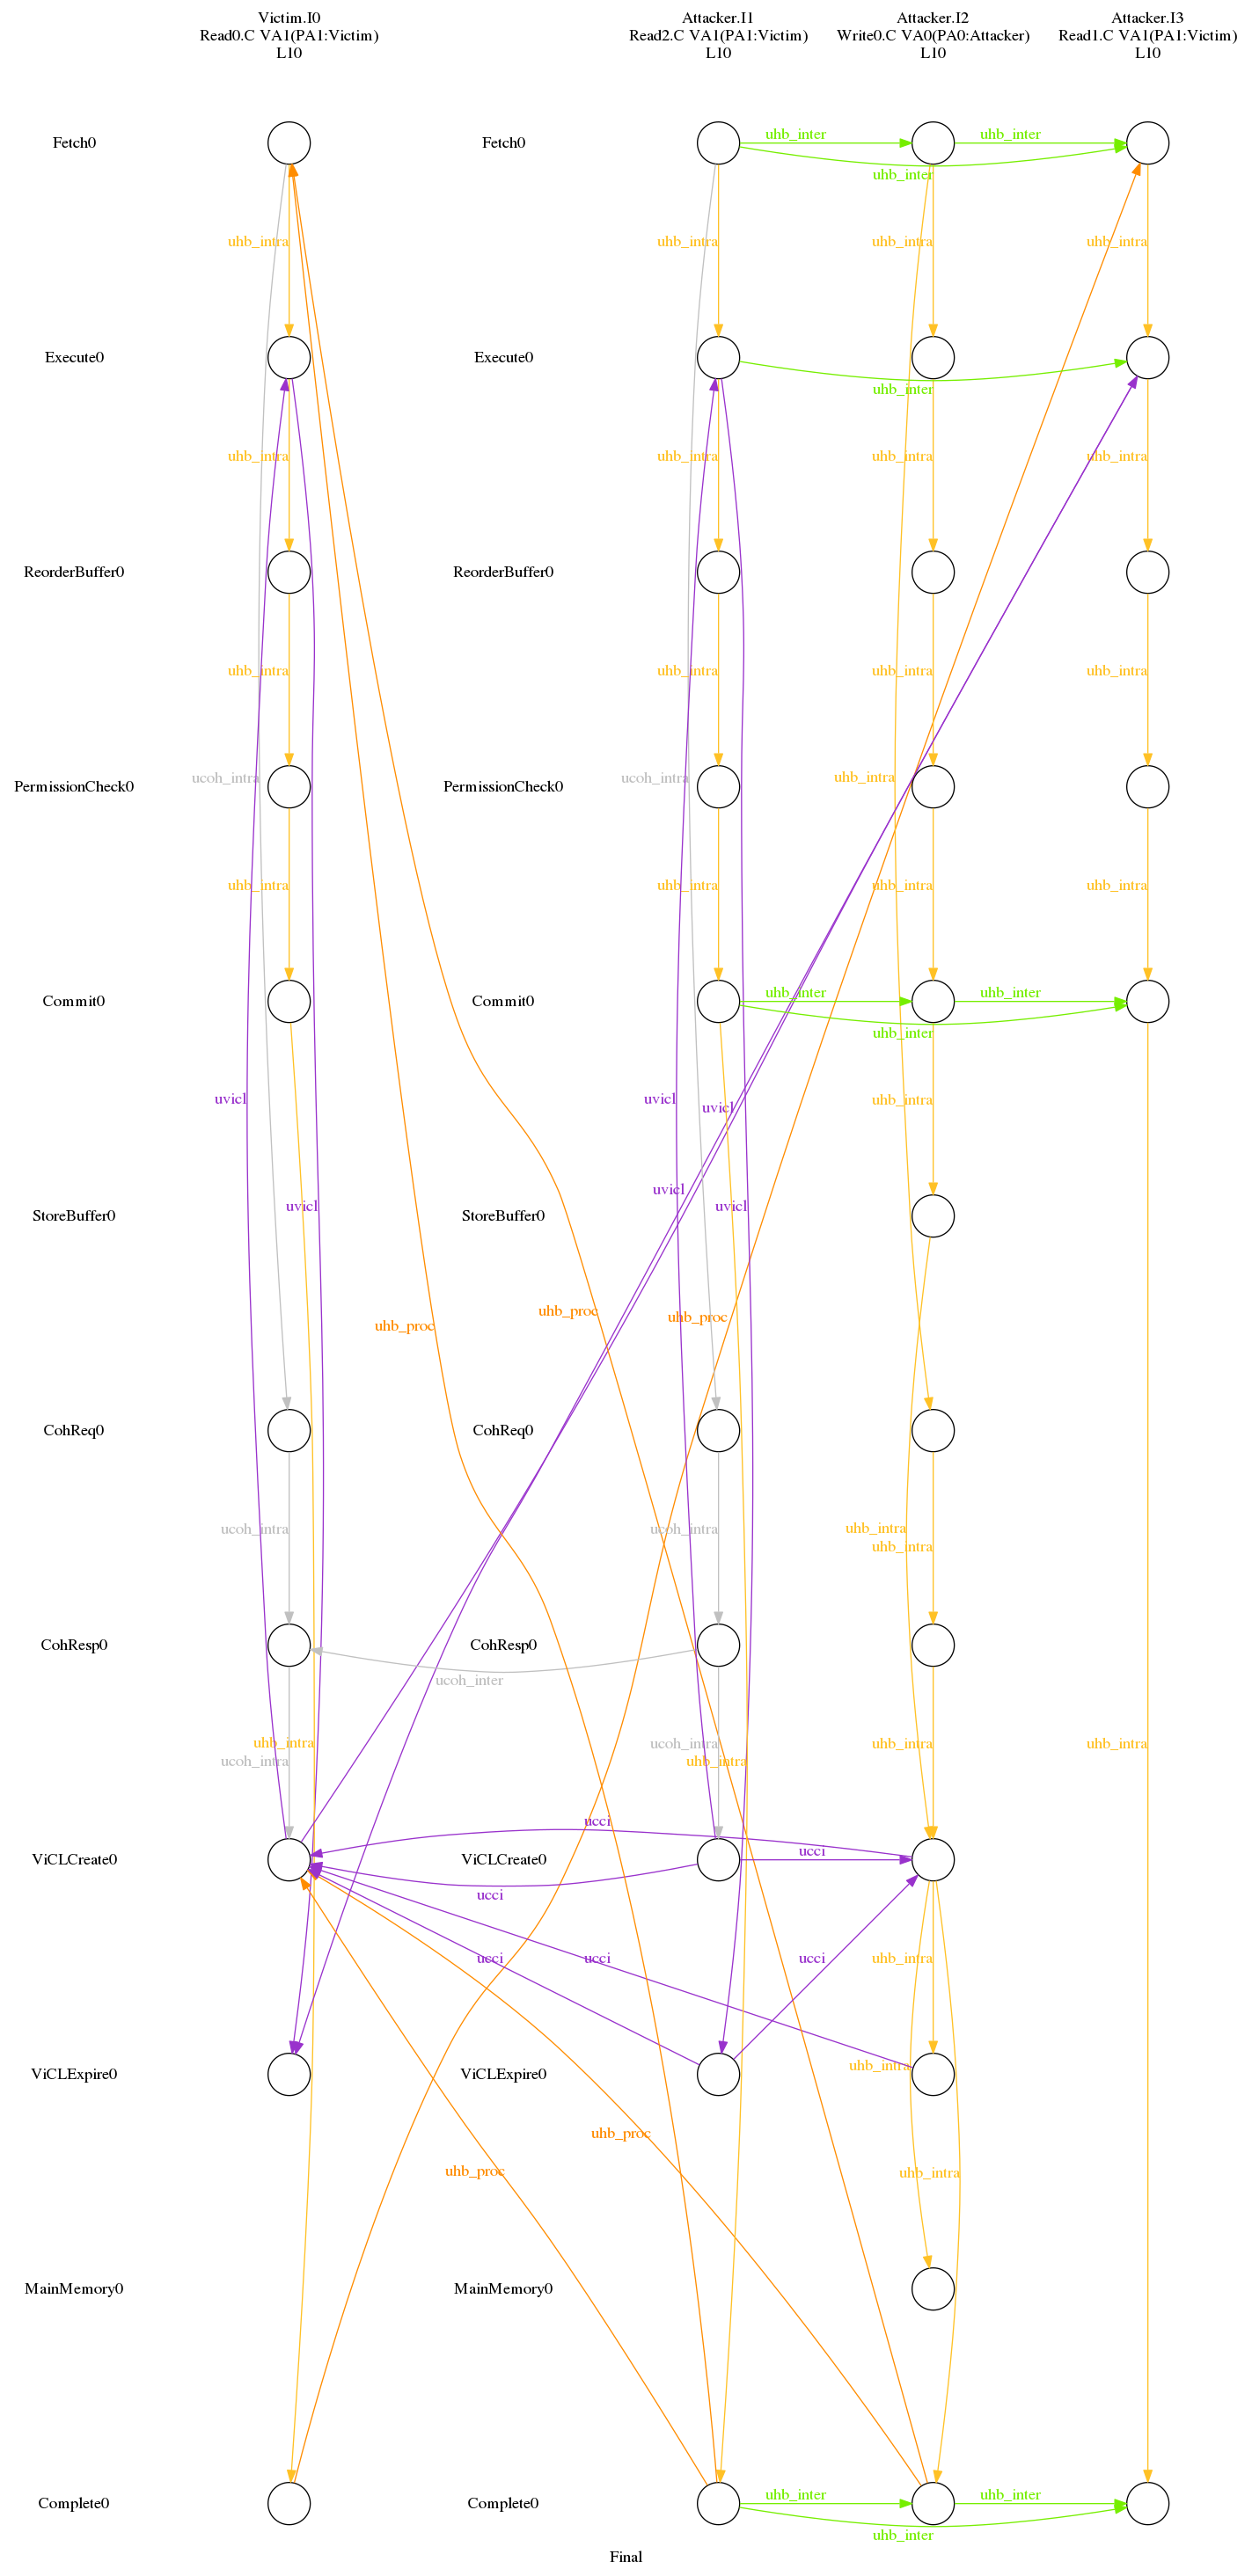 Victim.I0
Read0.C VA1(PA1:Victim)
L10
Attacker.I1
Read2.C VA1(PA1:Victim)
L10
Attacker.I2
Write0.C VA0(PA0:Attacker)
L10
Attacker.I3
Read1.C VA1(PA1:Victim)
L10
Fetch0
Fetch0
uhb_inter
uhb_inter
uhb_inter
uhb_intra
uhb_intra
uhb_intra
uhb_intra
Execute0
Execute0
uhb_inter
uhb_intra
uhb_intra
uhb_intra
uhb_intra
ReorderBuffer0
ReorderBuffer0
uhb_intra
uhb_intra
uhb_intra
uhb_intra
PermissionCheck0
ucoh_intra
PermissionCheck0
ucoh_intra
uhb_intra
uhb_intra
uhb_intra
uhb_intra
uhb_intra
Commit0
Commit0
uhb_inter
uhb_inter
uhb_inter
uvicl
uvicl
uvicl
uhb_intra
uvicl
uvicl
uvicl
StoreBuffer0
StoreBuffer0
uhb_proc
uhb_proc
uhb_proc
CohReq0
CohReq0
ucoh_intra
ucoh_intra
uhb_intra
uhb_intra
CohResp0
CohResp0
ucoh_inter
uhb_intra
ucoh_intra
ucoh_intra
uhb_intra
uhb_intra
uhb_intra
ViCLCreate0
ViCLCreate0
ucci
ucci
ucci
ucci
ucci
ucci
uhb_intra
ViCLExpire0
ViCLExpire0
uhb_intra
uhb_proc
uhb_proc
uhb_intra
MainMemory0
MainMemory0
Complete0
Complete0
uhb_inter
uhb_inter
uhb_inter
Final